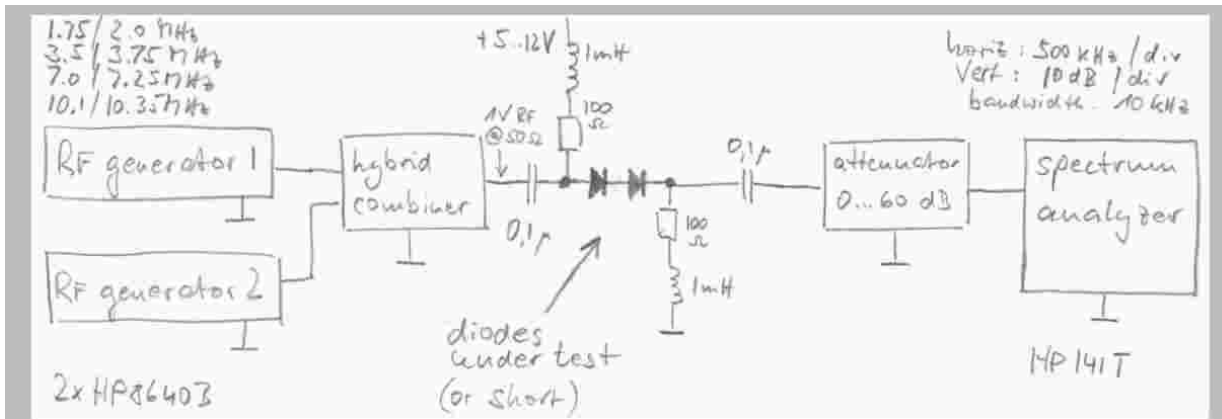 1.75/2.0 MHz
3.5/3.75 MHz
7.0/7.25 MHz
10.1/10.35 MHz
+5..12V
1mH
100
Ω
horiz: 500 kHz/div
Vert: 10 dB/div
bandwidth. 10 kHz
RF generator 1
hybrid
combiner
1V RF
@50Ω
0,1µ
0,1µ
attenuator
0...60 dB
spectrum
analyzer
100
Ω
1mH
RF generator 2
diodes
under test
(or short)
2x HP8640B
HP141T